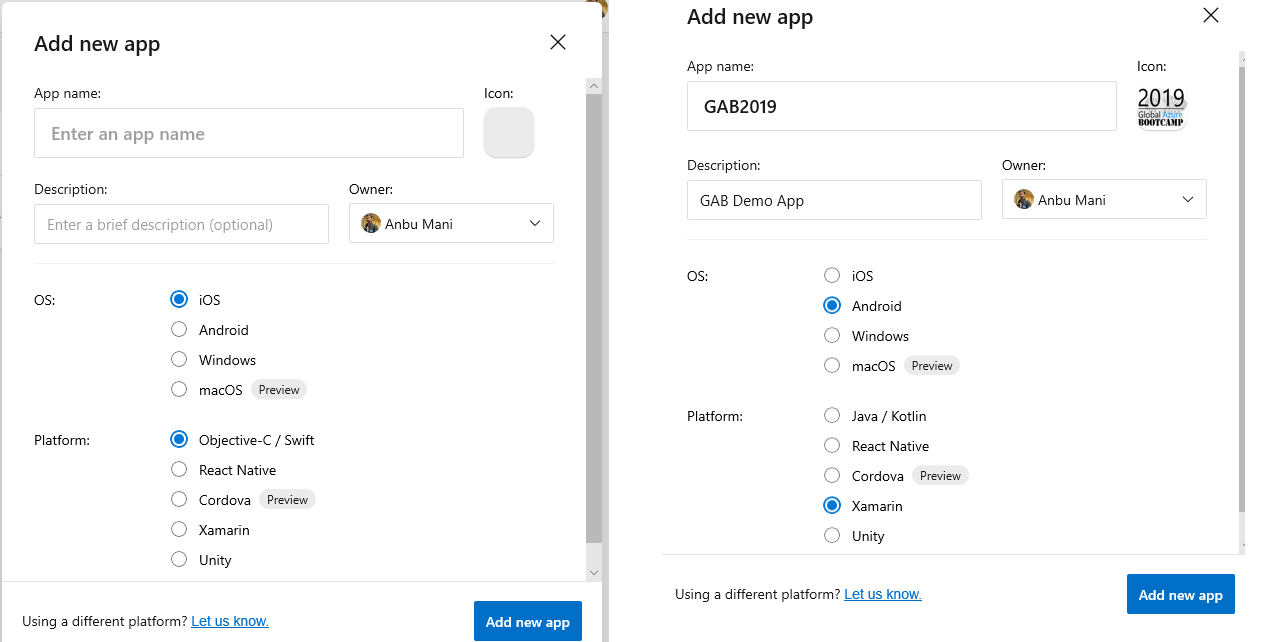 Add new app
App name:
Icon:
Enter an app name
Description:
Owner:
Enter a brief description (optional)
Anbu Mani
OS:
iOS
Android
Windows
macOS Preview
Platform:
Objective-C / Swift
React Native
Cordova Preview
Xamarin
Unity
Using a different platform? Let us know.
Add new app
Add new app
App name:
Icon:
GAB2019
2019
Global Azure
BOOTCAMP
Description:
Owner:
GAB Demo App
Anbu Mani
OS:
iOS
Android
Windows
macOS Preview
Platform:
Java / Kotlin
React Native
Cordova Preview
Xamarin
Unity
Using a different platform? Let us know.
Add new app